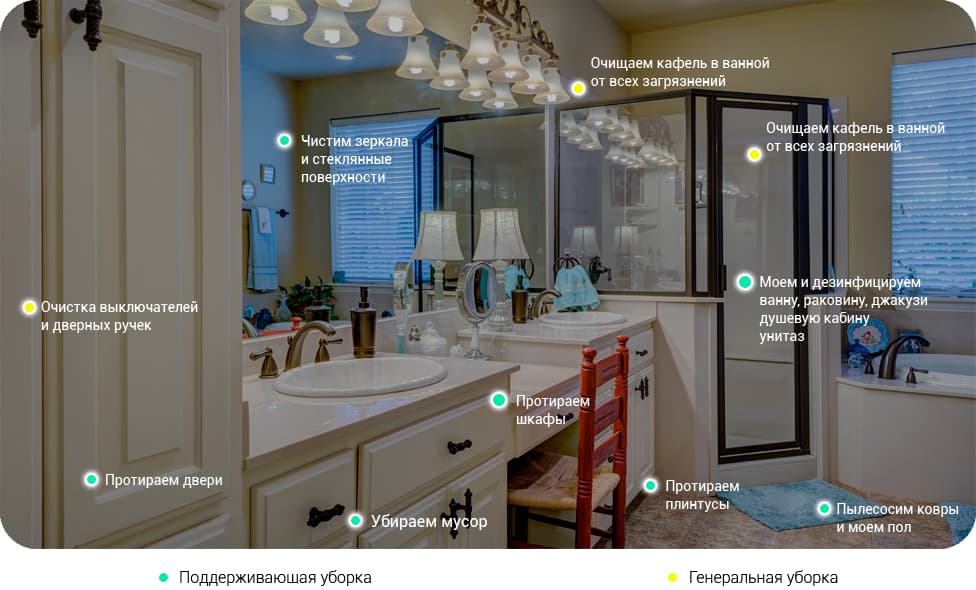 Очищаем кафель в ванной
от всех загрязнений
Очищаем кафель в ванной
от всех загрязнений
Чистим зеркала
и стеклянные
поверхности
Моем и дезинфицируем
ванну, раковину, джакузи
душевую кабину
унитаз
Очистка выключателей
и дверных ручек
Протираем
шкафы
Протираем двери
Протираем
плинтусы
Убираем мусор
Пылесосим ковры
и моем пол
Поддерживающая уборка
Генеральная уборка